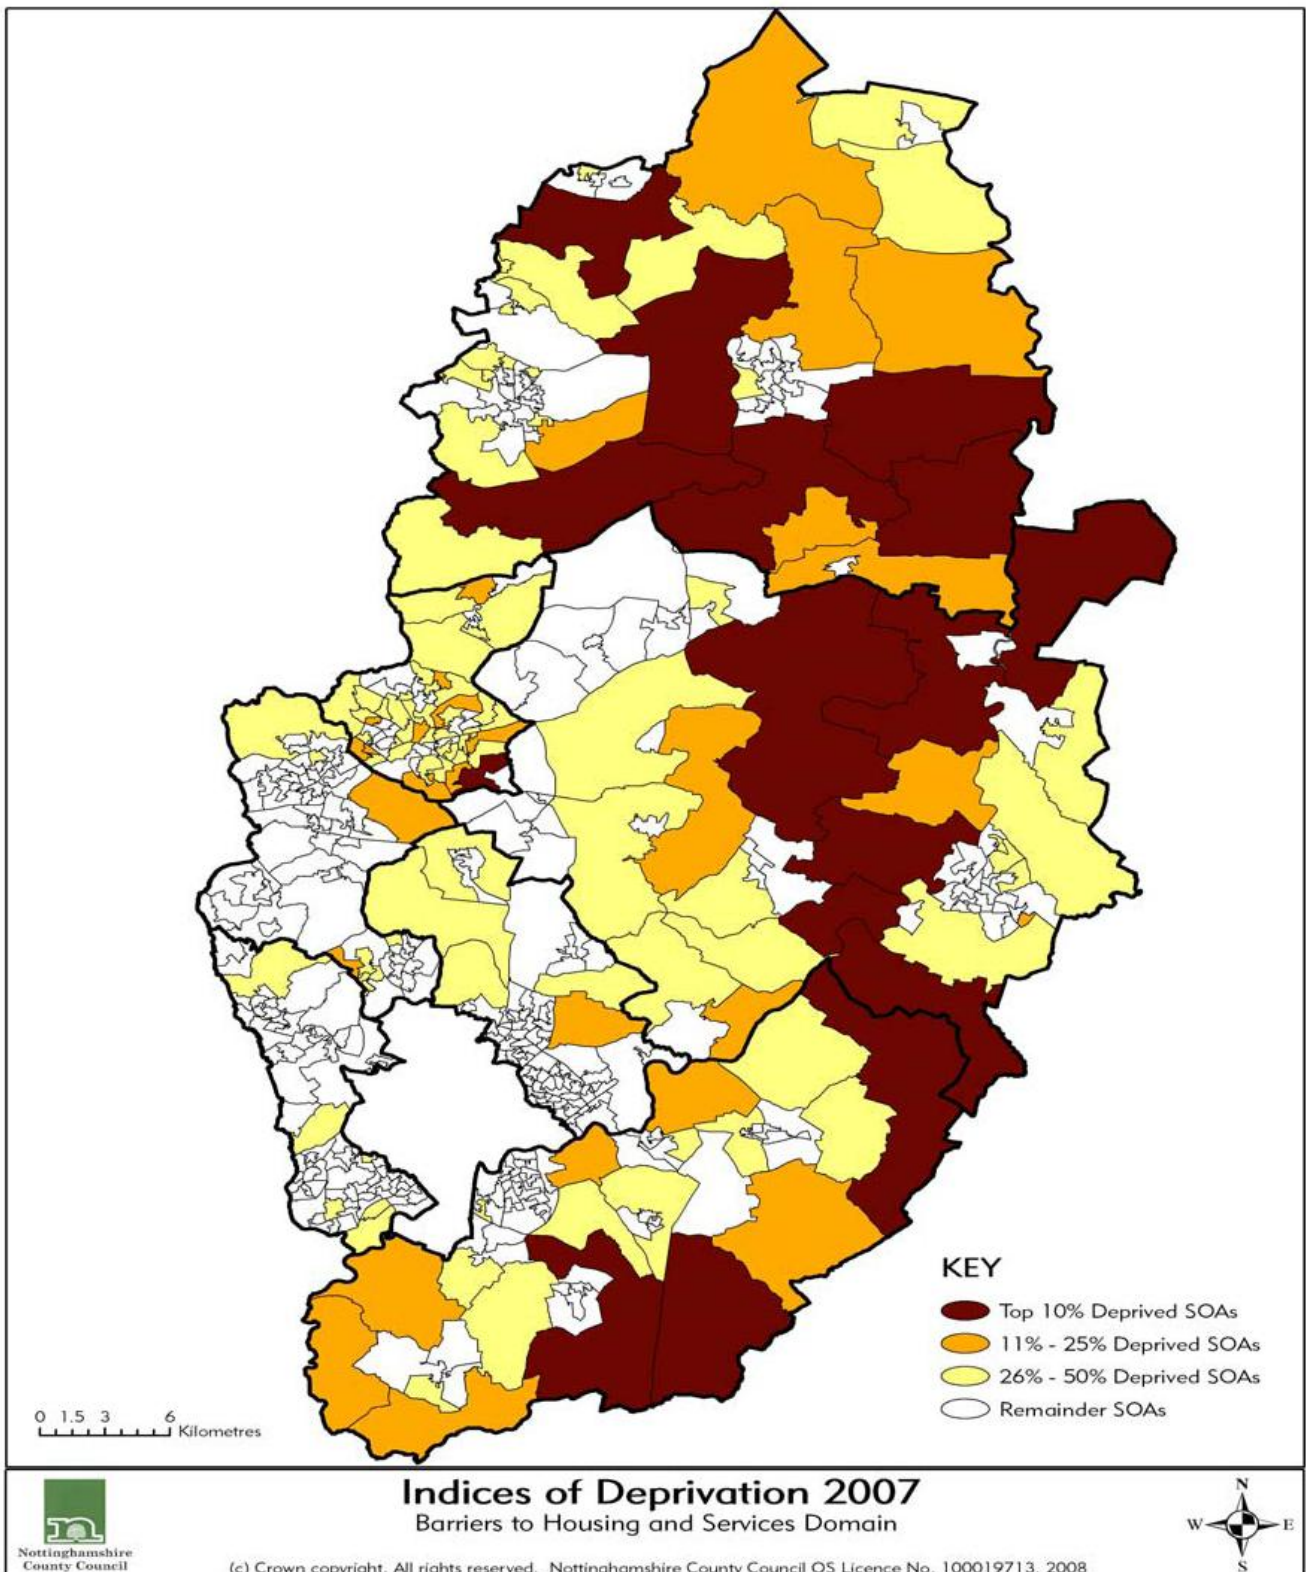 KEY
Top 10% Deprived SOAs
11% - 25% Deprived SOAs
26% - 50% Deprived SOAs
Remainder SOAs
0 1.5 3 6
Kilometres
Indices of Deprivation 2007
Barriers to Housing and Services Domain
Nottinghamshire
County Council
(c) Crown copyright. All rights reserved. Nottinghamshire County Council OS Licence No. 100019713, 2008
N
W E
S